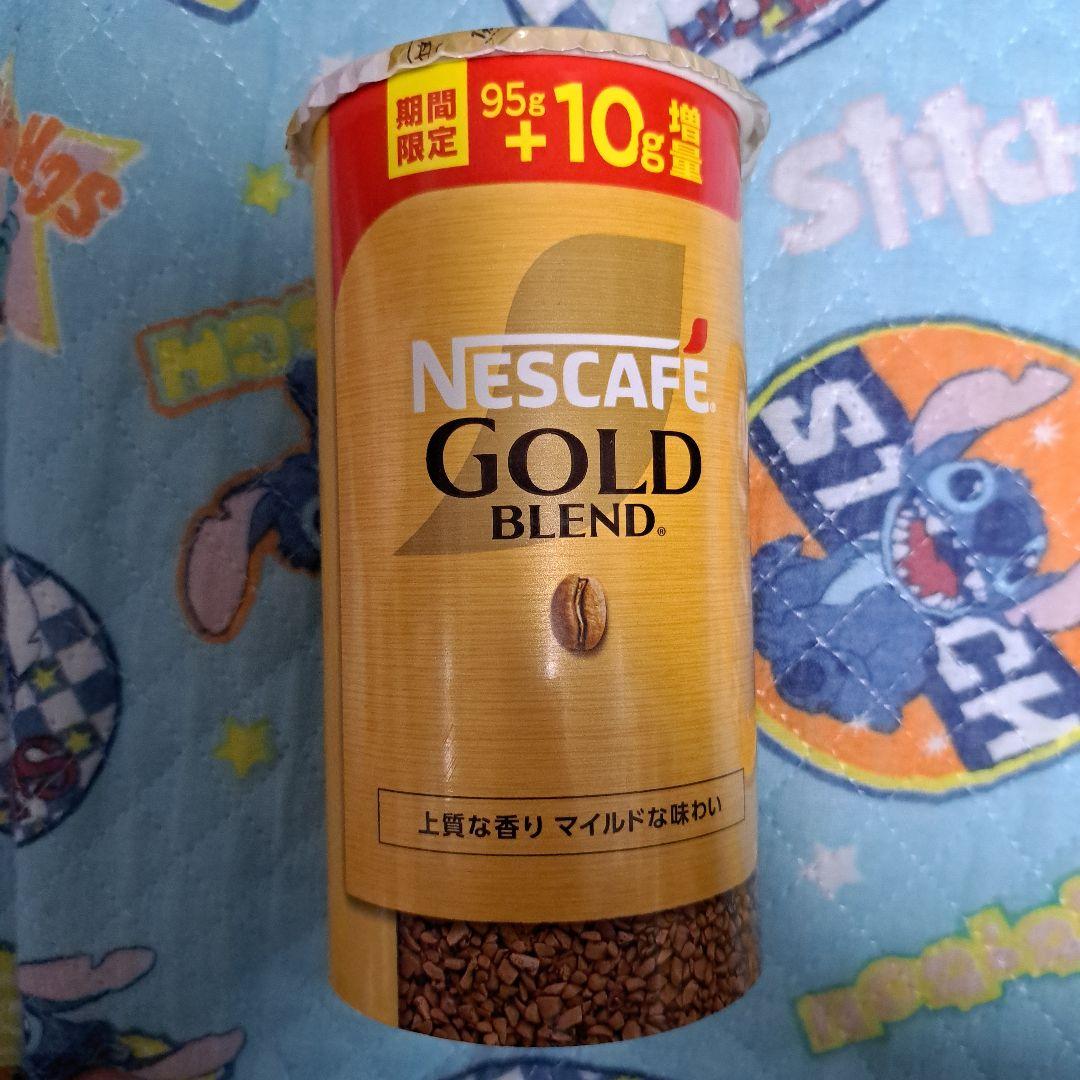 期間
限定
95g
+10g
増量
NESCAFÉ®
GOLD
BLEND®
上質な香り マイルドな味わい
Stitch
STITCH